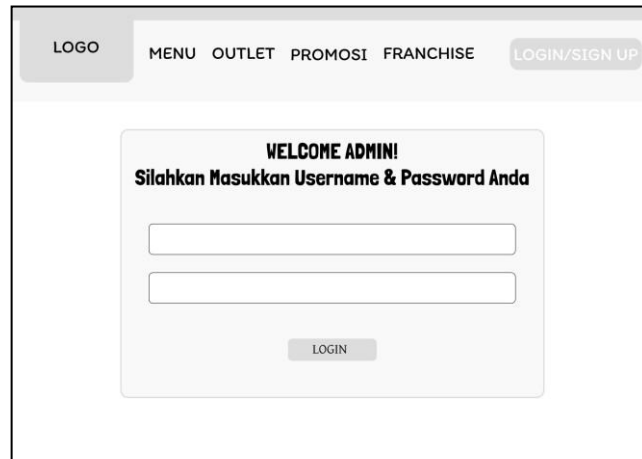 LOGO
MENU OUTLET PROMOSI FRANCHISE LOGIN/SIGN UP
WELCOME ADMIN!
Silahkan Masukkan Username & Password Anda
LOGIN